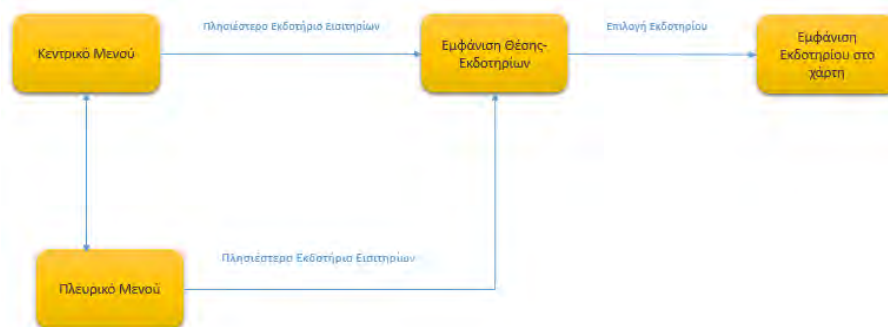 Πλησιέστερο Εκδοτήριο Εισιτηρίων
Επιλογή Εκδοτηρίου
Κεντρικό Μενού
Εμφάνιση Θέσης-
Εκδοτηρίων
Εμφάνιση
Εκδοτηρίου στο
χάρτη
Πλησιέστερο Εκδοτήριο Εισιτηρίων
Πλευρικό Μενού